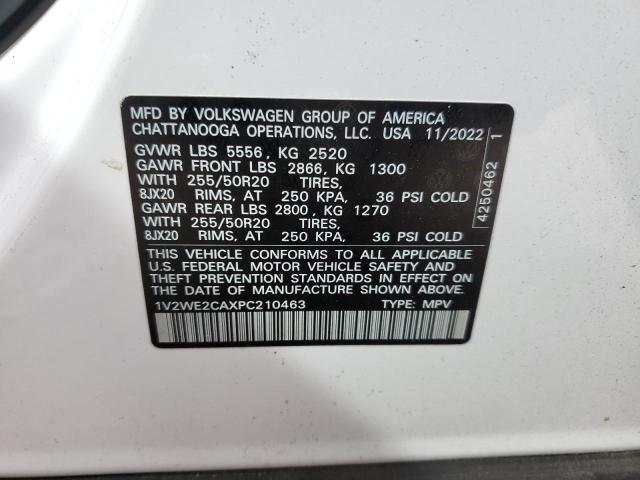 MFD BY VOLKSWAGEN GROUP OF AMERICA
CHATTANOOGA OPERATIONS, LLC. USA 11/2022
GVWR LBS 5556, KG 2520
GAWR FRONT LBS 2866, KG 1300
WITH 255/50R20 TIRES,
8JX20 RIMS, AT 250 KPA, 36 PSI COLD
GAWR REAR LBS 2800, KG 1270
WITH 255/50R20 TIRES,
8JX20 RIMS, AT 250 KPA, 36 PSI COLD
THIS VEHICLE CONFORMS TO ALL APPLICABLE
U.S. FEDERAL MOTOR VEHICLE SAFETY AND
THEFT PREVENTION STANDARDS IN EFFECT ON
THE DATE OF MANUFACTURE SHOWN ABOVE.
1V2WE2CAXPC210463 TYPE: MPV
4250462 1